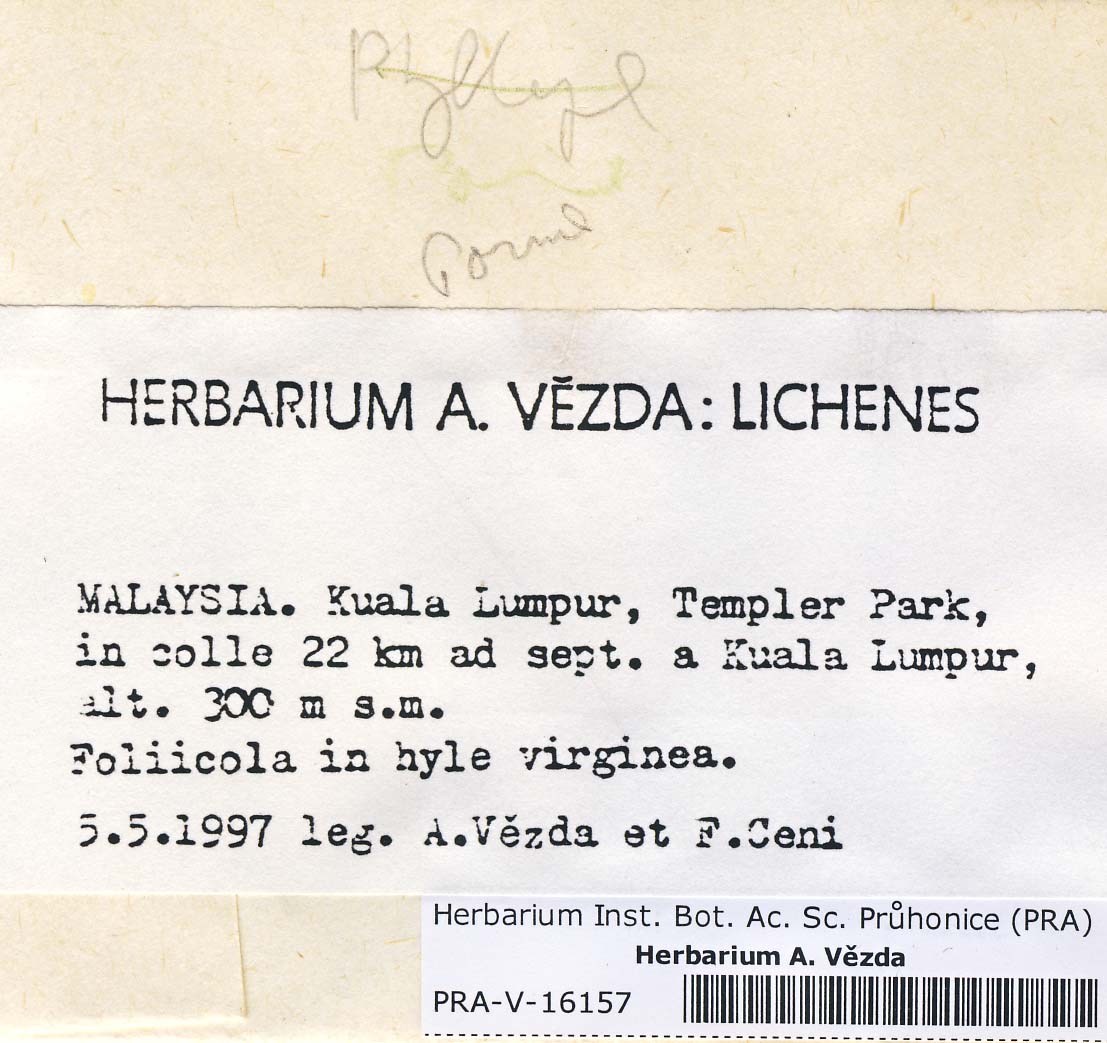 HERBARIUM A. VĚZDA: LICHENES
MALAYSIA. Kuala Lumpur, Templer Park,
in colle 22 km ad sept. a Kuala Lumpur,
alt. 300 m s.m.
Foliicola in hyle virginea.
5.5.1997 leg. A.Vězda et F.Ceni
Herbarium Inst. Bot. Ac. Sc. Průhonice (PRA)
Herbarium A. Vězda
PRA-V-16157